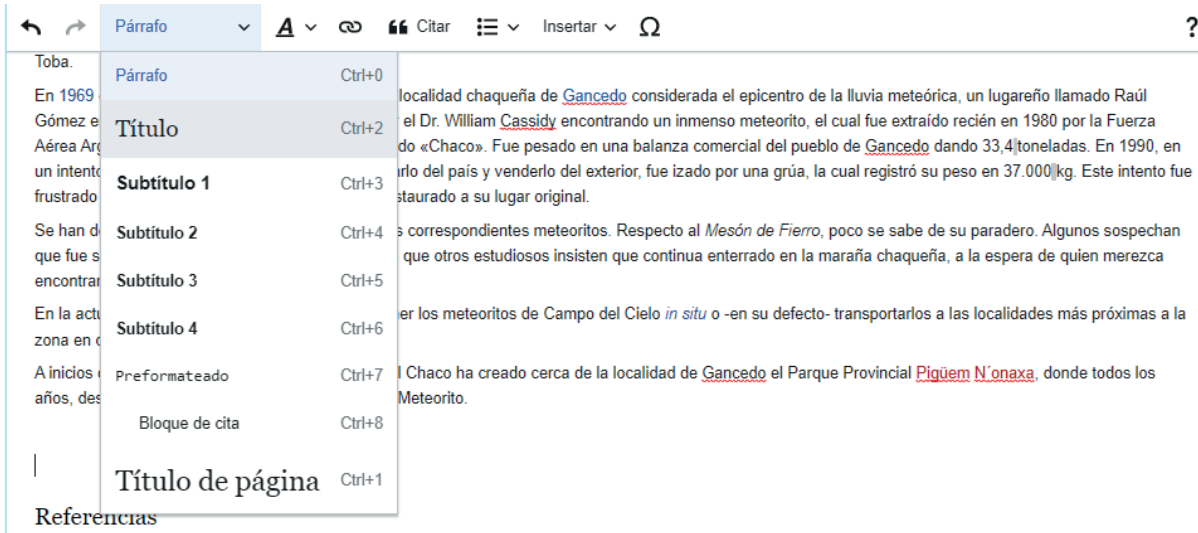 Párrafo Citar Insertar Ω ?
Toba.
Párrafo Ctrl+0
Título Ctrl+2
Subtítulo 1 Ctrl+3
Subtítulo 2 Ctrl+4
Subtítulo 3 Ctrl+5
Subtítulo 4 Ctrl+6
Preformateado Ctrl+7
Bloque de cita Ctrl+8
Título de página Ctrl+1
En 1969 localidad chaqueña de Gancedo considerada el epicentro de la lluvia meteórica, un lugareño llamado Raúl
Gómez e el Dr. William Cassidy encontrando un inmenso meteorito, el cual fue extraído recién en 1980 por la Fuerza
Aérea Arg do «Chaco». Fue pesado en una balanza comercial del pueblo de Gancedo dando 33,4 toneladas. En 1990, en
un intento rlo del país y venderlo del exterior, fue izado por una grúa, la cual registró su peso en 37.000 kg. Este intento fue
frustrado staurado a su lugar original.
Se han d s correspondientes meteoritos. Respecto al Mesón de Fierro, poco se sabe de su paradero. Algunos sospechan
que fue s que otros estudiosos insisten que continua enterrado en la maraña chaqueña, a la espera de quien merezca
encontrar
En la actu er los meteoritos de Campo del Cielo in situ o -en su defecto- transportarlos a las localidades más próximas a la
zona en
A inicios l Chaco ha creado cerca de la localidad de Gancedo el Parque Provincial Pigüem N´onaxa, donde todos los
años, des Meteorito.
Referencias